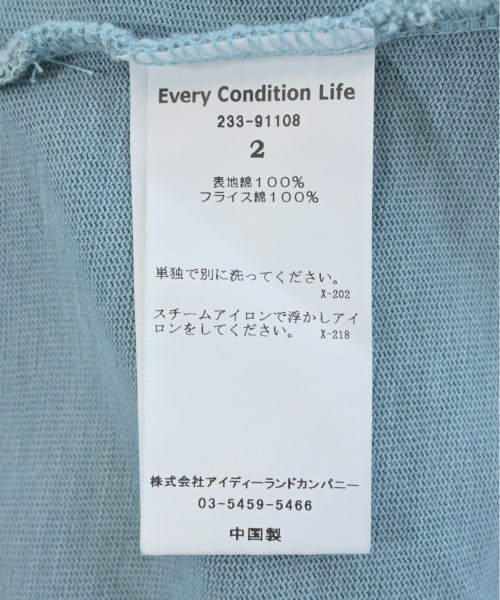 Every Condition Life
233-91108
2
表地綿100%
フライス綿100%
単独で別に洗ってください。
X-202
スチームアイロンで浮かしアイ
ロンをしてください。 X-218
株式会社アイディーランドカンパニー
03-5459-5466
中国製